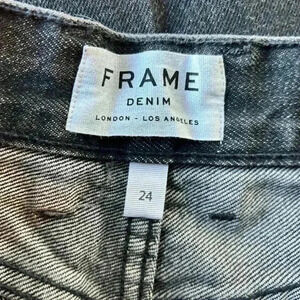 FRAME
DENIM
LONDON - LOS ANGELES
24